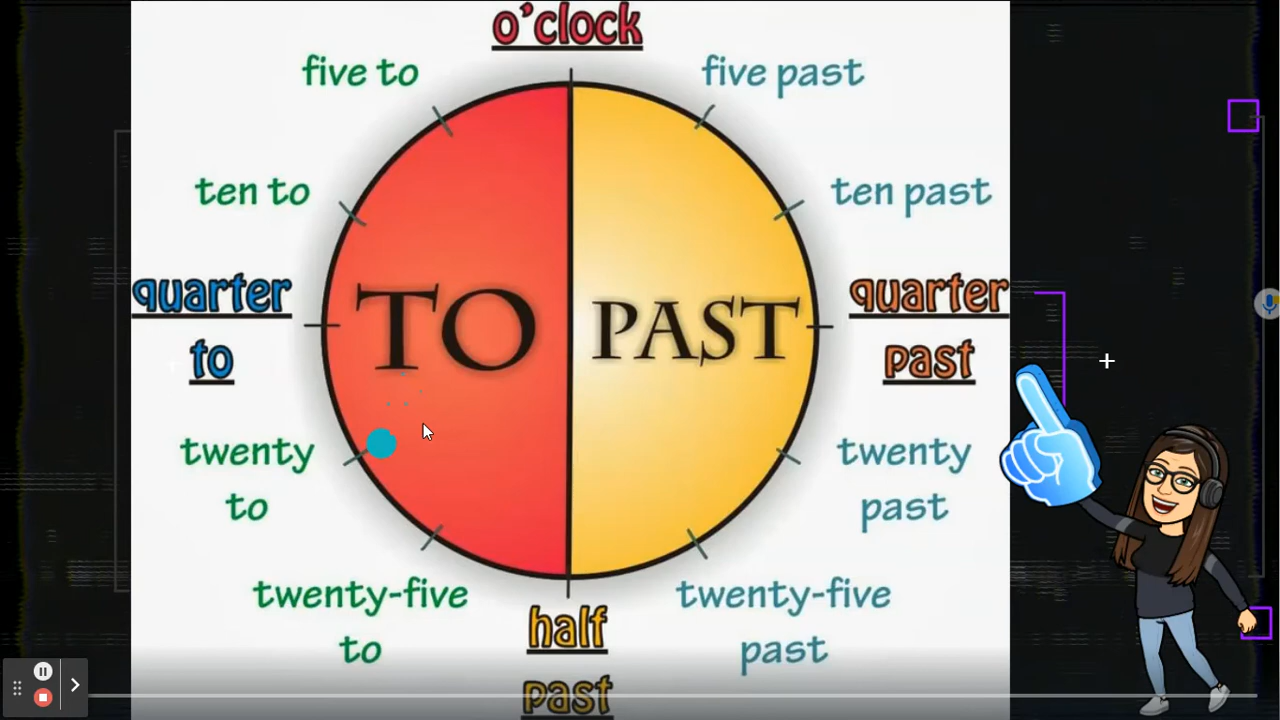 o'clock
five to
five past
ten to
ten past
quarter
to
quarter
past
TO
PAST
twenty
to
twenty
past
twenty-five
to
twenty-five
past
half
past